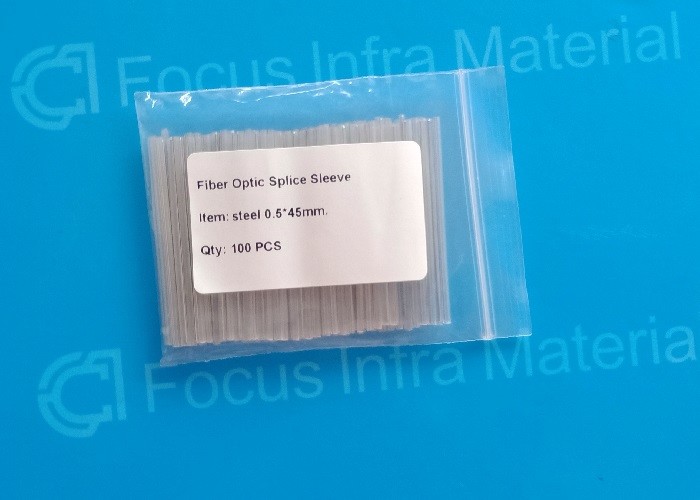 Focus Infra Material
Fiber Optic Splice Sleeve
Item: steel 0.5*45mm.
Qty: 100 PCS
Focus Infra Material